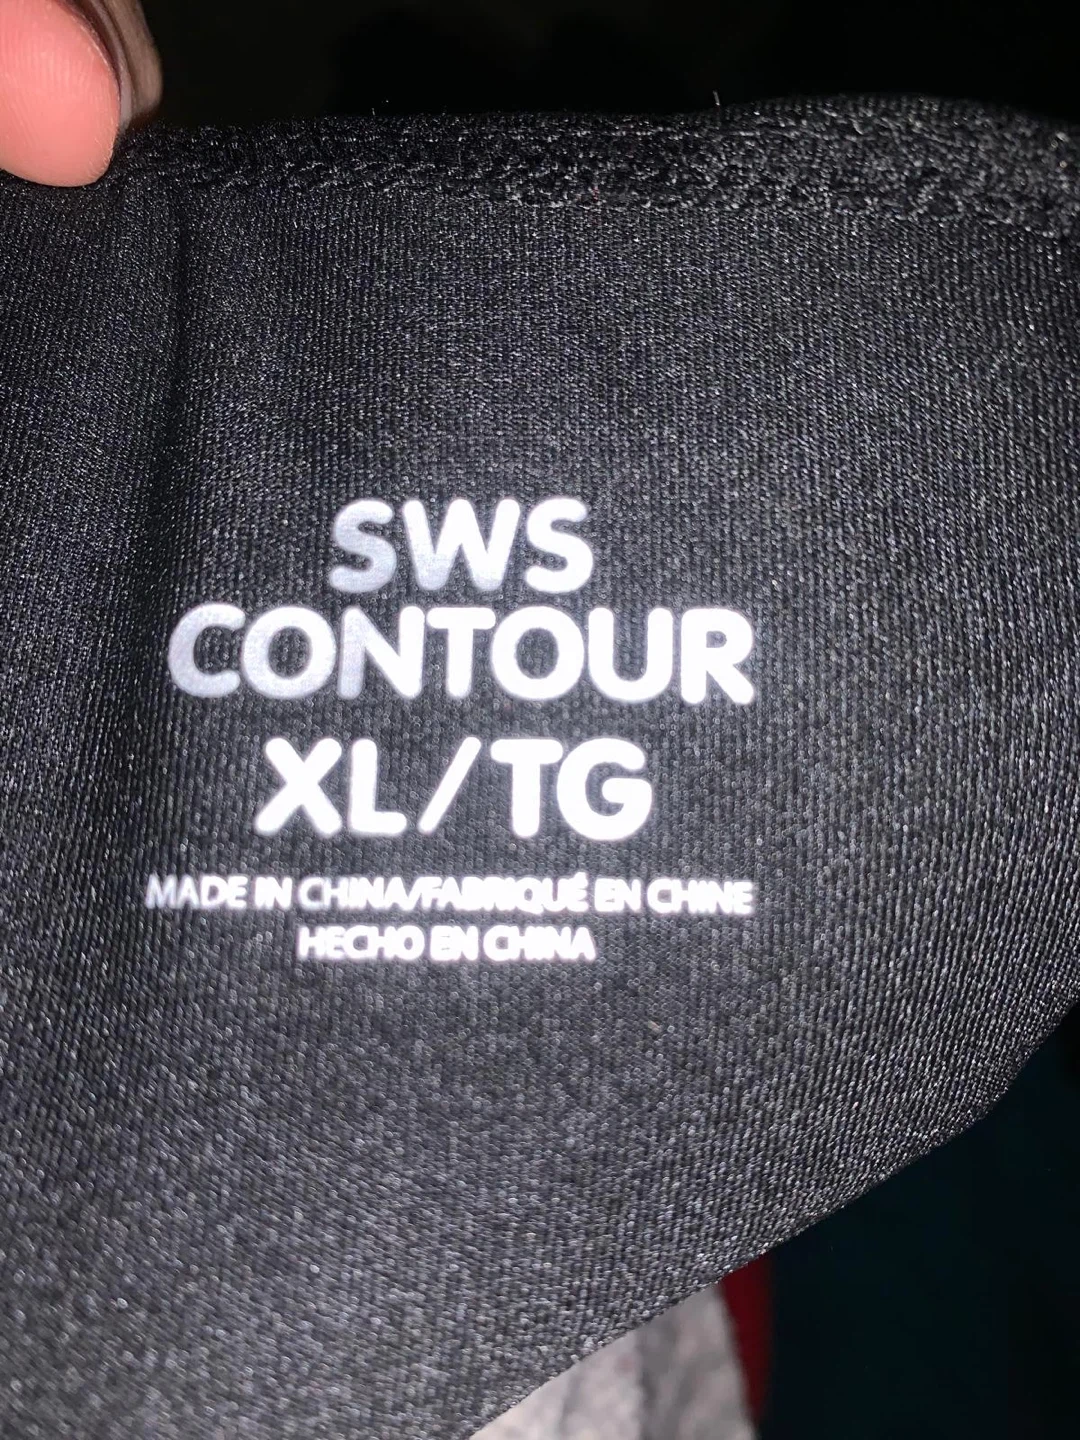 SWS
CONTOUR
XL/TG
MADE IN CHINA/FABRIQUÉ EN CHINE
HECHO EN CHINA